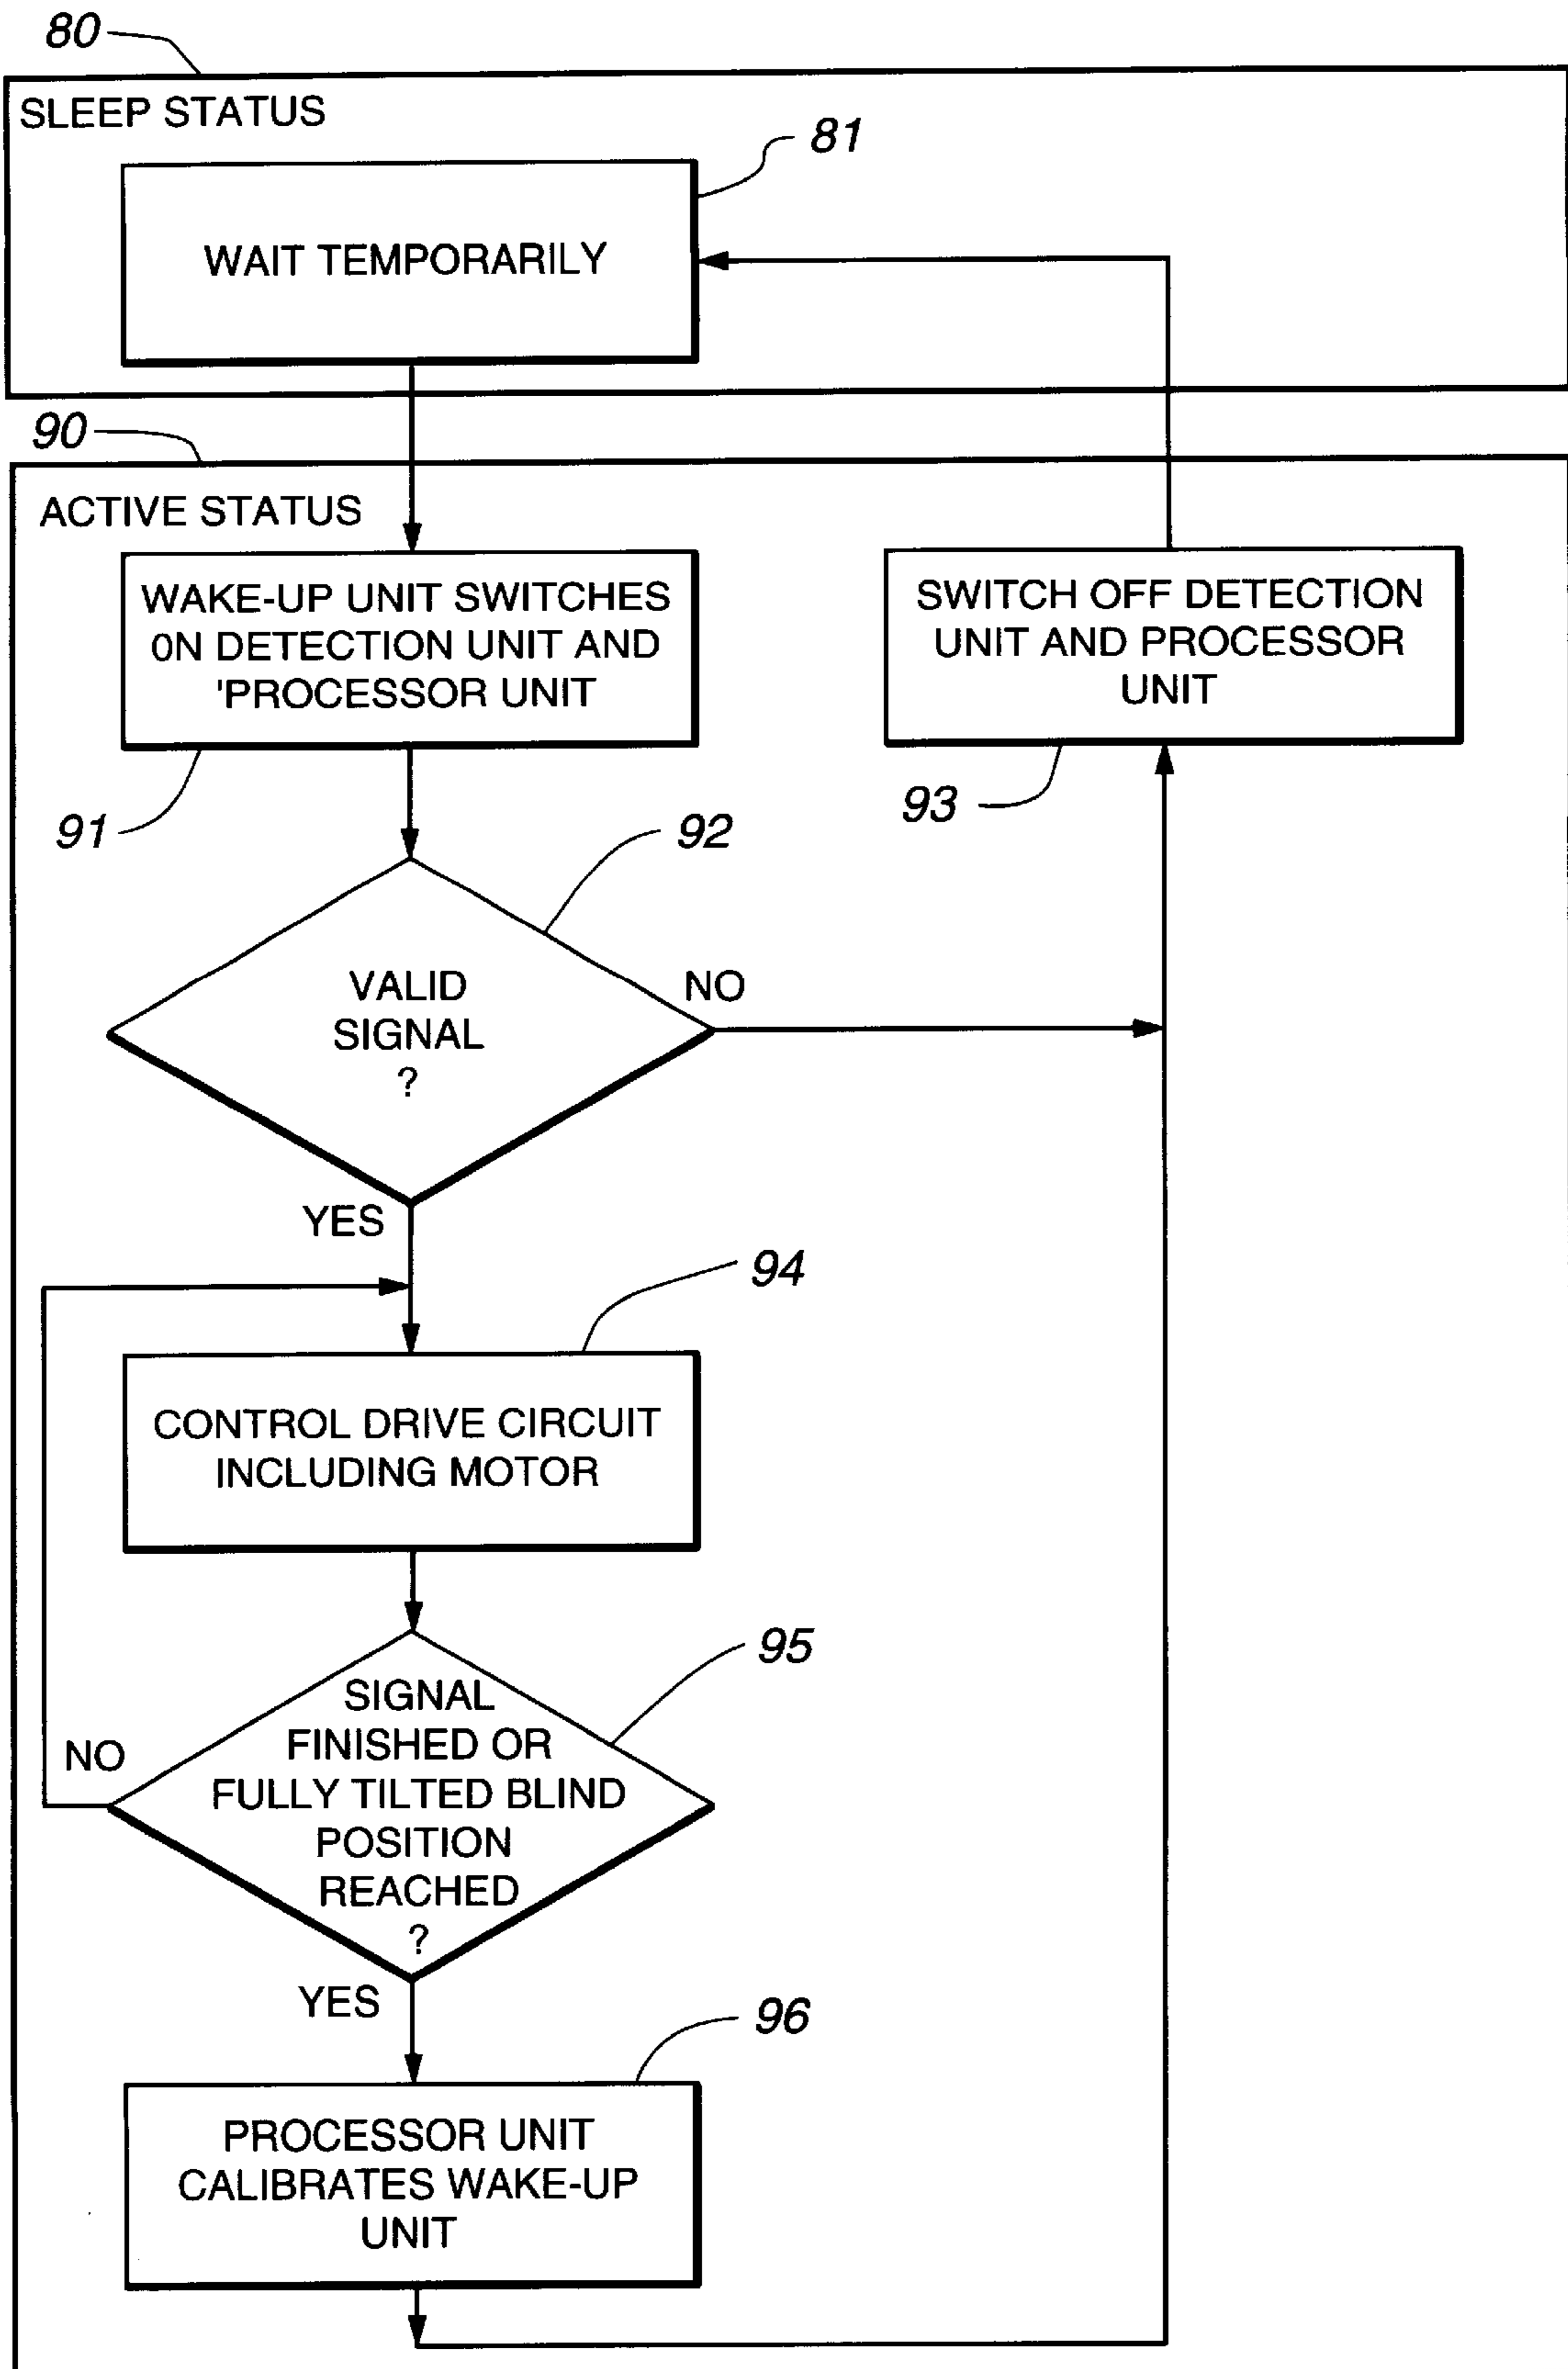 80
SLEEP STATUS
81
WAIT TEMPORARILY
90
ACTIVE STATUS
WAKE-UP UNIT SWITCHES
0N DETECTION UNIT AND
'PROCESSOR UNIT
SWITCH OFF DETECTION
UNIT AND PROCESSOR
UNIT
91
92
93
VALID
SIGNAL
?
NO
YES
94
CONTROL DRIVE CIRCUIT
INCLUDING MOTOR
95
SIGNAL
FINISHED OR
FULLY TILTED BLIND
POSITION
REACHED
?
NO
YES
96
PROCESSOR UNIT
CALIBRATES WAKE-UP
UNIT